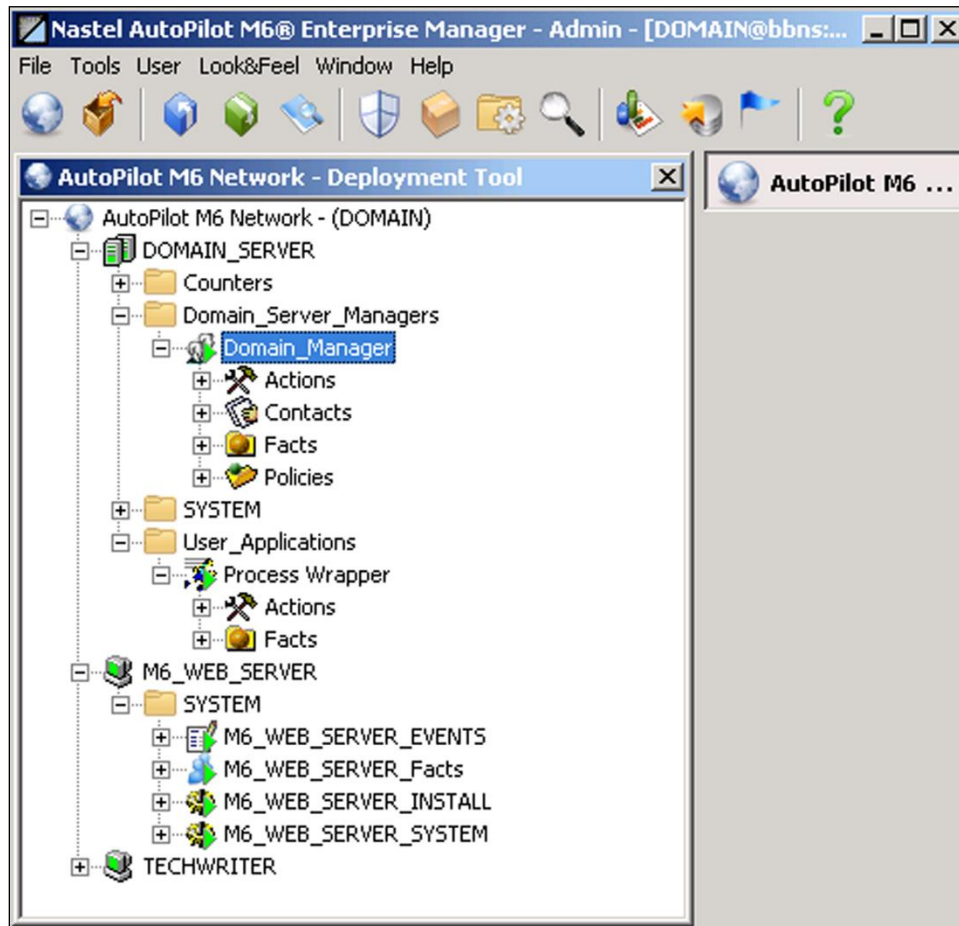 Nastel AutoPilot M6® Enterprise Manager - Admin - [DOMAIN@bbns:...
File Tools User Look&Feel Window Help
AutoPilot M6 Network - Deployment Tool
AutoPilot M6 ...
AutoPilot M6 Network - (DOMAIN)
DOMAIN_SERVER
Counters
Domain_Server_Managers
Domain_Manager
Actions
Contacts
Facts
Policies
SYSTEM
User_Applications
Process Wrapper
Actions
Facts
M6_WEB_SERVER
SYSTEM
M6_WEB_SERVER_EVENTS
M6_WEB_SERVER_Facts
M6_WEB_SERVER_INSTALL
M6_WEB_SERVER_SYSTEM
TECHWRITER